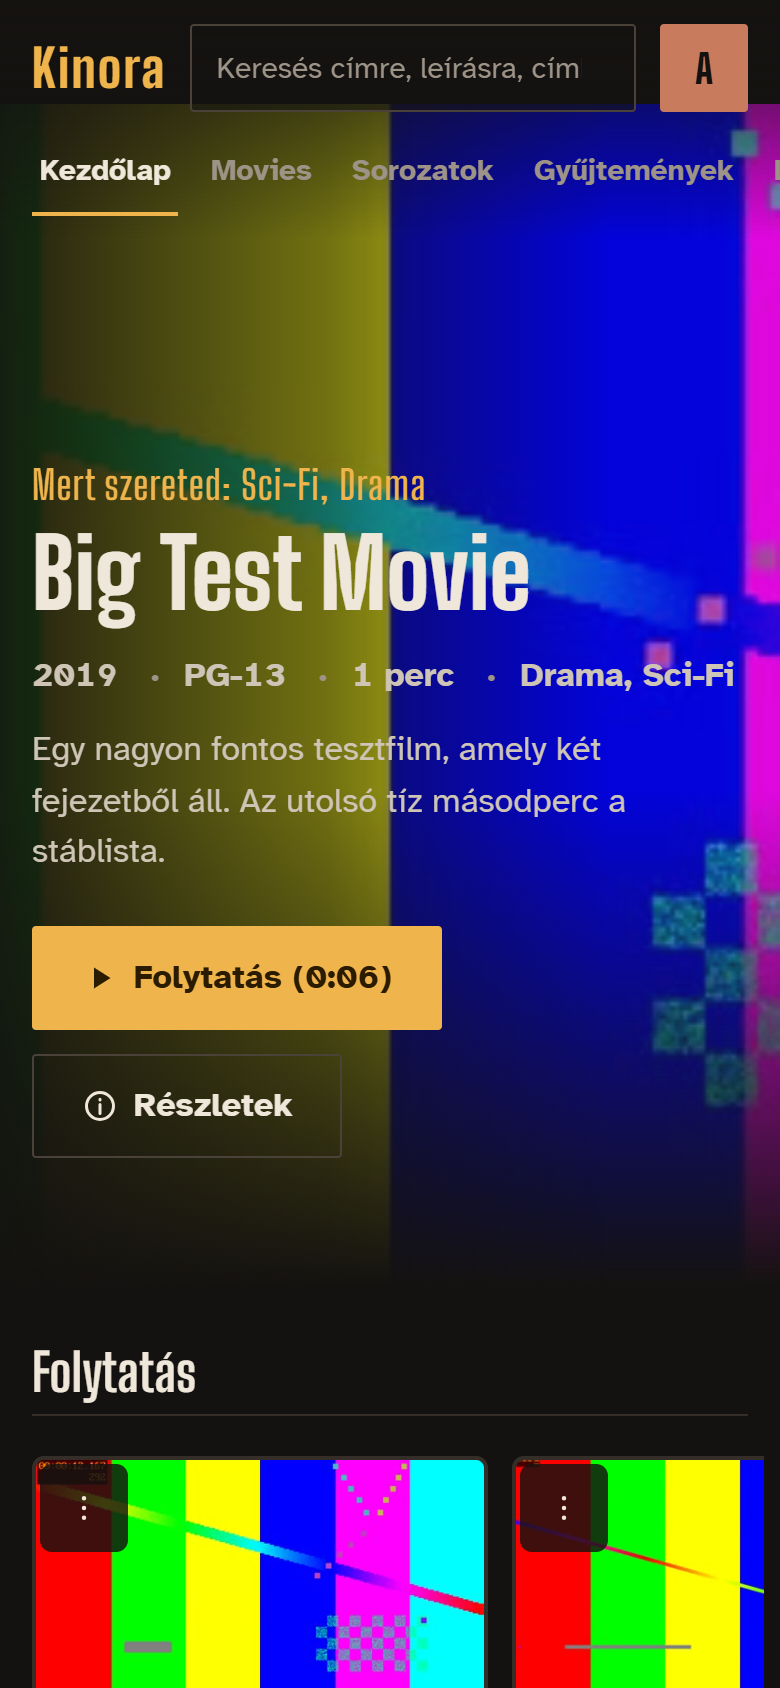 Kinora
Keresés címre, leírásra, cím
A
Kezdőlap Movies Sorozatok Gyűjtemények
Mert szereted: Sci-Fi, Drama
Big Test Movie
2019 • PG-13 • 1 perc • Drama, Sci-Fi
Egy nagyon fontos tesztfilm, amely két
fejezetből áll. Az utolsó tíz másodperc a
stáblista.
Folytatás (0:06)
Részletek
Folytatás